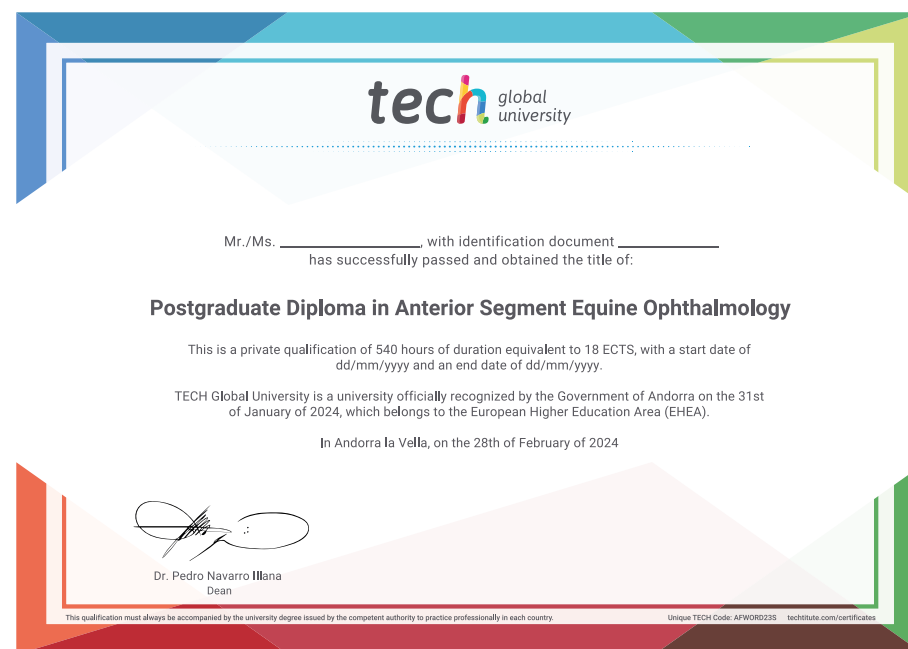 tech global university
Mr./Ms. ____________, with identification document ____________
has successfully passed and obtained the title of:
Postgraduate Diploma in Anterior Segment Equine Ophthalmology
This is a private qualification of 540 hours of duration equivalent to 18 ECTS, with a start date of
dd/mm/yyyy and an end date of dd/mm/yyyy.
TECH Global University is a university officially recognized by the Government of Andorra on the 31st
of January of 2024, which belongs to the European Higher Education Area (EHEA).
In Andorra la Vella, on the 28th of February of 2024
Dr. Pedro Navarro Illana
Dean
This qualification must always be accompanied by the university degree issued by the competent authority to practice professionally in each country.
Unique TECH Code: AFWORD23S techtitute.com/certificates